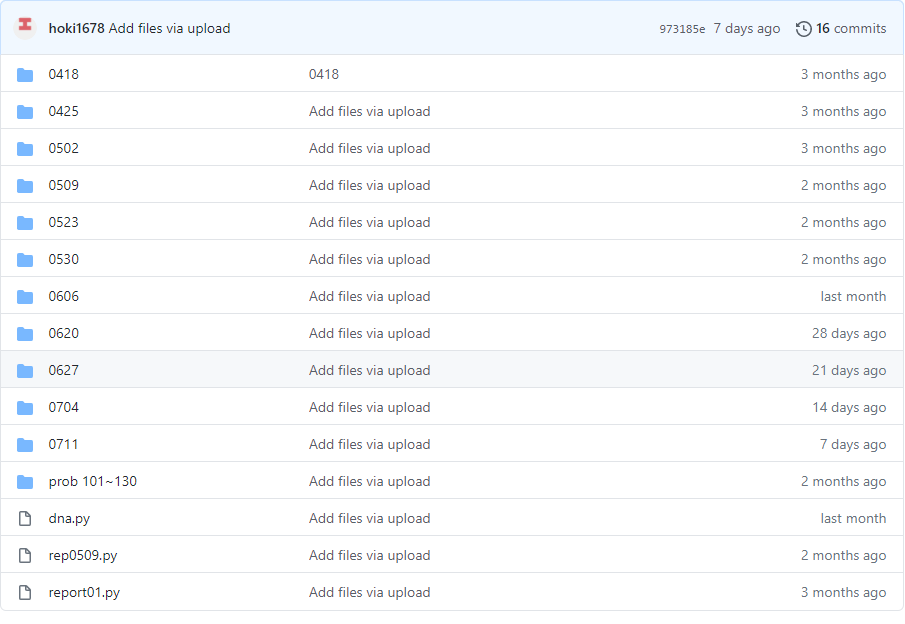 hoki1678 Add files via upload 973185e 7 days ago 16 commits
0418 0418 3 months ago
0425 Add files via upload 3 months ago
0502 Add files via upload 3 months ago
0509 Add files via upload 2 months ago
0523 Add files via upload 2 months ago
0530 Add files via upload 2 months ago
0606 Add files via upload last month
0620 Add files via upload 28 days ago
0627 Add files via upload 21 days ago
0704 Add files via upload 14 days ago
0711 Add files via upload 7 days ago
prob 101~130 Add files via upload 2 months ago
dna.py Add files via upload last month
rep0509.py Add files via upload 2 months ago
report01.py Add files via upload 3 months ago